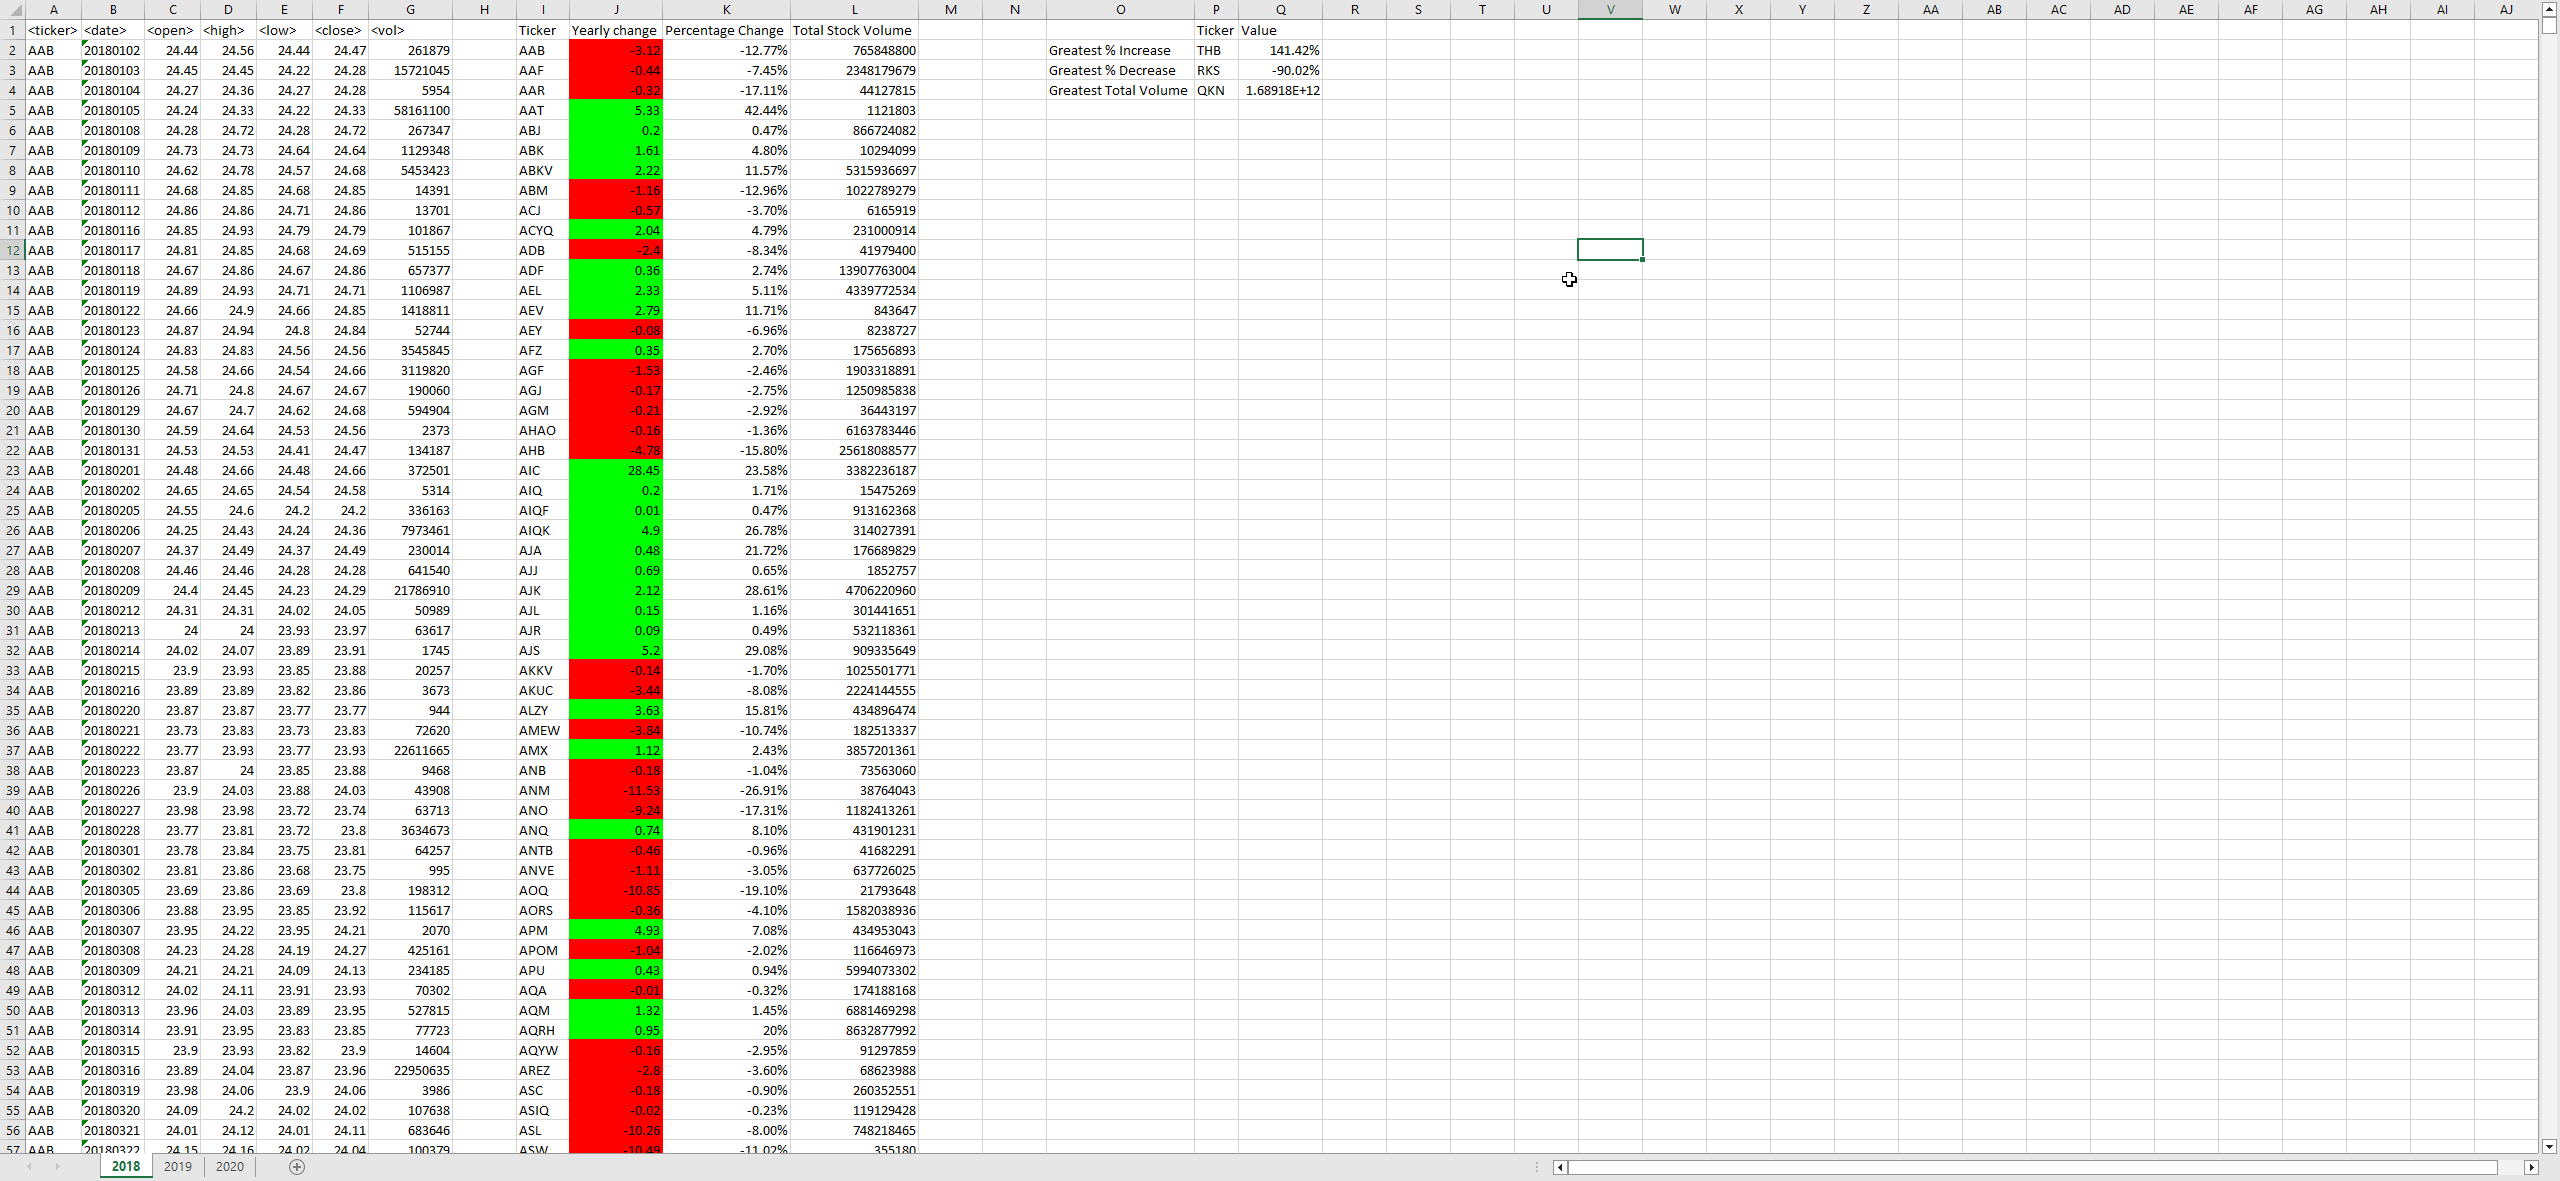 A B C D E F G H I J K L M N O P Q R S T U V W X Y Z AA AB AC AD AE AF AG AH AI AJ
1 <ticker> <date> <open> <high> <low> <close> <vol> Ticker Yearly change Percentage Change Total Stock Volume Ticker Value
2 AAB 20180102 24.44 24.56 24.44 24.47 261879 AAB -3.12 -12.77% 765848800 Greatest % Increase THB 141.42%
3 AAB 20180103 24.45 24.45 24.22 24.28 15721045 AAF -0.44 -7.45% 2348179679 Greatest % Decrease RKS -90.02%
4 AAB 20180104 24.27 24.36 24.27 24.28 5954 AAR -0.32 -17.11% 44127815 Greatest Total Volume QKN 1.68918E+12
5 AAB 20180105 24.24 24.33 24.22 24.33 58161100 AAT 5.33 42.44% 1121803
6 AAB 20180108 24.28 24.72 24.28 24.72 267347 ABJ 0.2 0.47% 866724082
7 AAB 20180109 24.73 24.73 24.64 24.64 1129348 ABK 1.61 4.80% 10294099
8 AAB 20180110 24.62 24.78 24.57 24.68 5453423 ABKV 2.22 11.57% 5315936697
9 AAB 20180111 24.68 24.85 24.68 24.85 14391 ABM -1.16 -12.96% 1022789279
10 AAB 20180112 24.86 24.86 24.71 24.86 13701 ACJ -0.57 -3.70% 6165919
11 AAB 20180116 24.85 24.93 24.79 24.79 101867 ACYQ 2.04 4.79% 231000914
12 AAB 20180117 24.81 24.85 24.68 24.69 515155 ADB -2.4 -8.34% 41979400
13 AAB 20180118 24.67 24.86 24.67 24.86 657377 ADF 0.36 2.74% 13907763004
14 AAB 20180119 24.89 24.93 24.71 24.71 1106987 AEL 2.33 5.11% 4339772534
15 AAB 20180122 24.66 24.9 24.66 24.85 1418811 AEV 2.79 11.71% 843647
16 AAB 20180123 24.87 24.94 24.8 24.84 52744 AEY -0.08 -6.96% 8238727
17 AAB 20180124 24.83 24.83 24.56 24.56 3545845 AFZ 0.35 2.70% 175656893
18 AAB 20180125 24.58 24.66 24.54 24.66 3119820 AGF -1.53 -2.46% 1903318891
19 AAB 20180126 24.71 24.8 24.67 24.67 190060 AGJ -0.17 -2.75% 1250985838
20 AAB 20180129 24.67 24.7 24.62 24.68 594904 AGM -0.21 -2.92% 36443197
21 AAB 20180130 24.59 24.64 24.53 24.56 2373 AHAO -0.16 -1.36% 6163783446
22 AAB 20180131 24.53 24.53 24.41 24.47 134187 AHB -4.78 -15.80% 25618088577
23 AAB 20180201 24.48 24.66 24.48 24.66 372501 AIC 28.45 23.58% 3382236187
24 AAB 20180202 24.65 24.65 24.54 24.58 5314 AIQ 0.2 1.71% 15475269
25 AAB 20180205 24.55 24.6 24.2 24.2 336163 AIQF 0.01 0.47% 913162368
26 AAB 20180206 24.25 24.43 24.24 24.36 7973461 AIQK 4.9 26.78% 314027391
27 AAB 20180207 24.37 24.49 24.37 24.49 230014 AJA 0.48 21.72% 176689829
28 AAB 20180208 24.46 24.46 24.28 24.28 641540 AJJ 0.69 0.65% 1852757
29 AAB 20180209 24.4 24.45 24.23 24.29 21786910 AJK 2.12 28.61% 4706220960
30 AAB 20180212 24.31 24.31 24.02 24.05 50989 AJL 0.15 1.16% 301441651
31 AAB 20180213 24 24 23.93 23.97 63617 AJR 0.09 0.49% 532118361
32 AAB 20180214 24.02 24.07 23.89 23.91 1745 AJS 5.2 29.08% 909335649
33 AAB 20180215 23.9 23.93 23.85 23.88 20257 AKKV -0.14 -1.70% 1025501771
34 AAB 20180216 23.89 23.89 23.82 23.86 3673 AKUC -3.44 -8.08% 2224144555
35 AAB 20180220 23.87 23.87 23.77 23.77 944 ALZY 3.63 15.81% 434896474
36 AAB 20180221 23.73 23.83 23.73 23.83 72620 AMEW -3.84 -10.74% 182513337
37 AAB 20180222 23.77 23.93 23.77 23.93 22611665 AMX 1.12 2.43% 3857201361
38 AAB 20180223 23.87 24 23.85 23.88 9468 ANB -0.18 -1.04% 73563060
39 AAB 20180226 23.9 24.03 23.88 24.03 43908 ANM -11.53 -26.91% 38764043
40 AAB 20180227 23.98 23.98 23.72 23.74 63713 ANO -9.24 -17.31% 1182413261
41 AAB 20180228 23.77 23.81 23.72 23.8 3634673 ANQ 0.74 8.10% 431901231
42 AAB 20180301 23.78 23.84 23.75 23.81 64257 ANTB -0.46 -0.96% 41682291
43 AAB 20180302 23.81 23.86 23.68 23.75 995 ANVE -1.11 -3.05% 637726025
44 AAB 20180305 23.69 23.86 23.69 23.8 198312 AOQ -10.85 -19.10% 21793648
45 AAB 20180306 23.88 23.95 23.85 23.92 115617 AORS -0.36 -4.10% 1582038936
46 AAB 20180307 23.95 24.22 23.95 24.21 2070 APM 4.93 7.08% 434953043
47 AAB 20180308 24.23 24.28 24.19 24.27 425161 APOM -1.04 -2.02% 116646973
48 AAB 20180309 24.21 24.21 24.09 24.13 234185 APU 0.43 0.94% 5994073302
49 AAB 20180312 24.02 24.11 23.91 23.93 70302 AQA -0.01 -0.32% 174188168
50 AAB 20180313 23.96 24.03 23.89 23.95 527815 AQM 1.32 1.45% 6881469298
51 AAB 20180314 23.91 23.95 23.83 23.85 77723 AQRH 0.95 20% 8632877992
52 AAB 20180315 23.9 23.93 23.82 23.9 14604 AQYW -0.16 -2.95% 91297859
53 AAB 20180316 23.89 24.04 23.87 23.96 22950635 AREZ -2.8 -3.60% 68623988
54 AAB 20180319 23.98 24.06 23.9 24.06 3986 ASC -0.18 -0.90% 260352551
55 AAB 20180320 24.09 24.2 24.02 24.02 107638 ASIQ -0.02 -0.23% 119129428
56 AAB 20180321 24.01 24.12 24.01 24.11 683646 ASL -10.26 -8.00% 748218465
57 AAB 20180322 24.15 24.16 24.02 24.04 100379 ASW -10.49 -11.02% 355180
2018 2019 2020